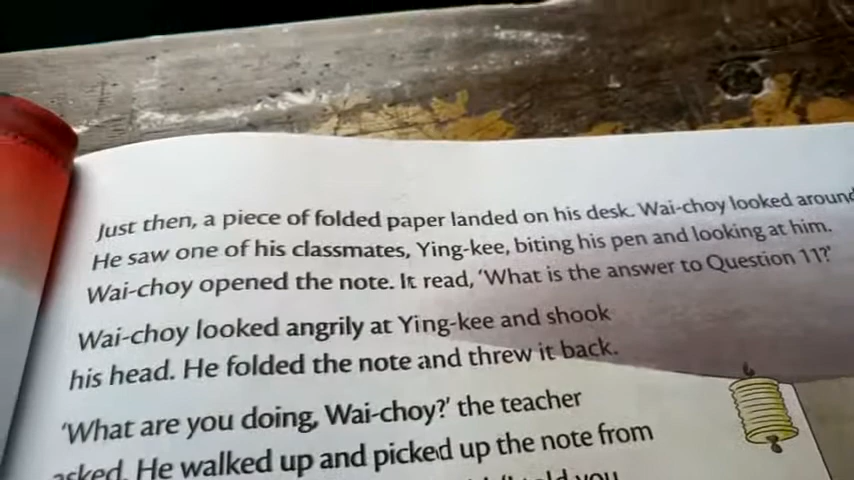 Just then, a piece of folded paper landed on his desk. Wai-choy looked around
He saw one of his classmates, Ying-kee, biting his pen and looking at him.
Wai-choy opened the note. It read, ‘What is the answer to Question 11?’
Wai-choy looked angrily at Ying-kee and shook
his head. He folded the note and threw it back.
‘What are you doing, Wai-choy?’ the teacher
asked. He walked up and picked up the note from
told you